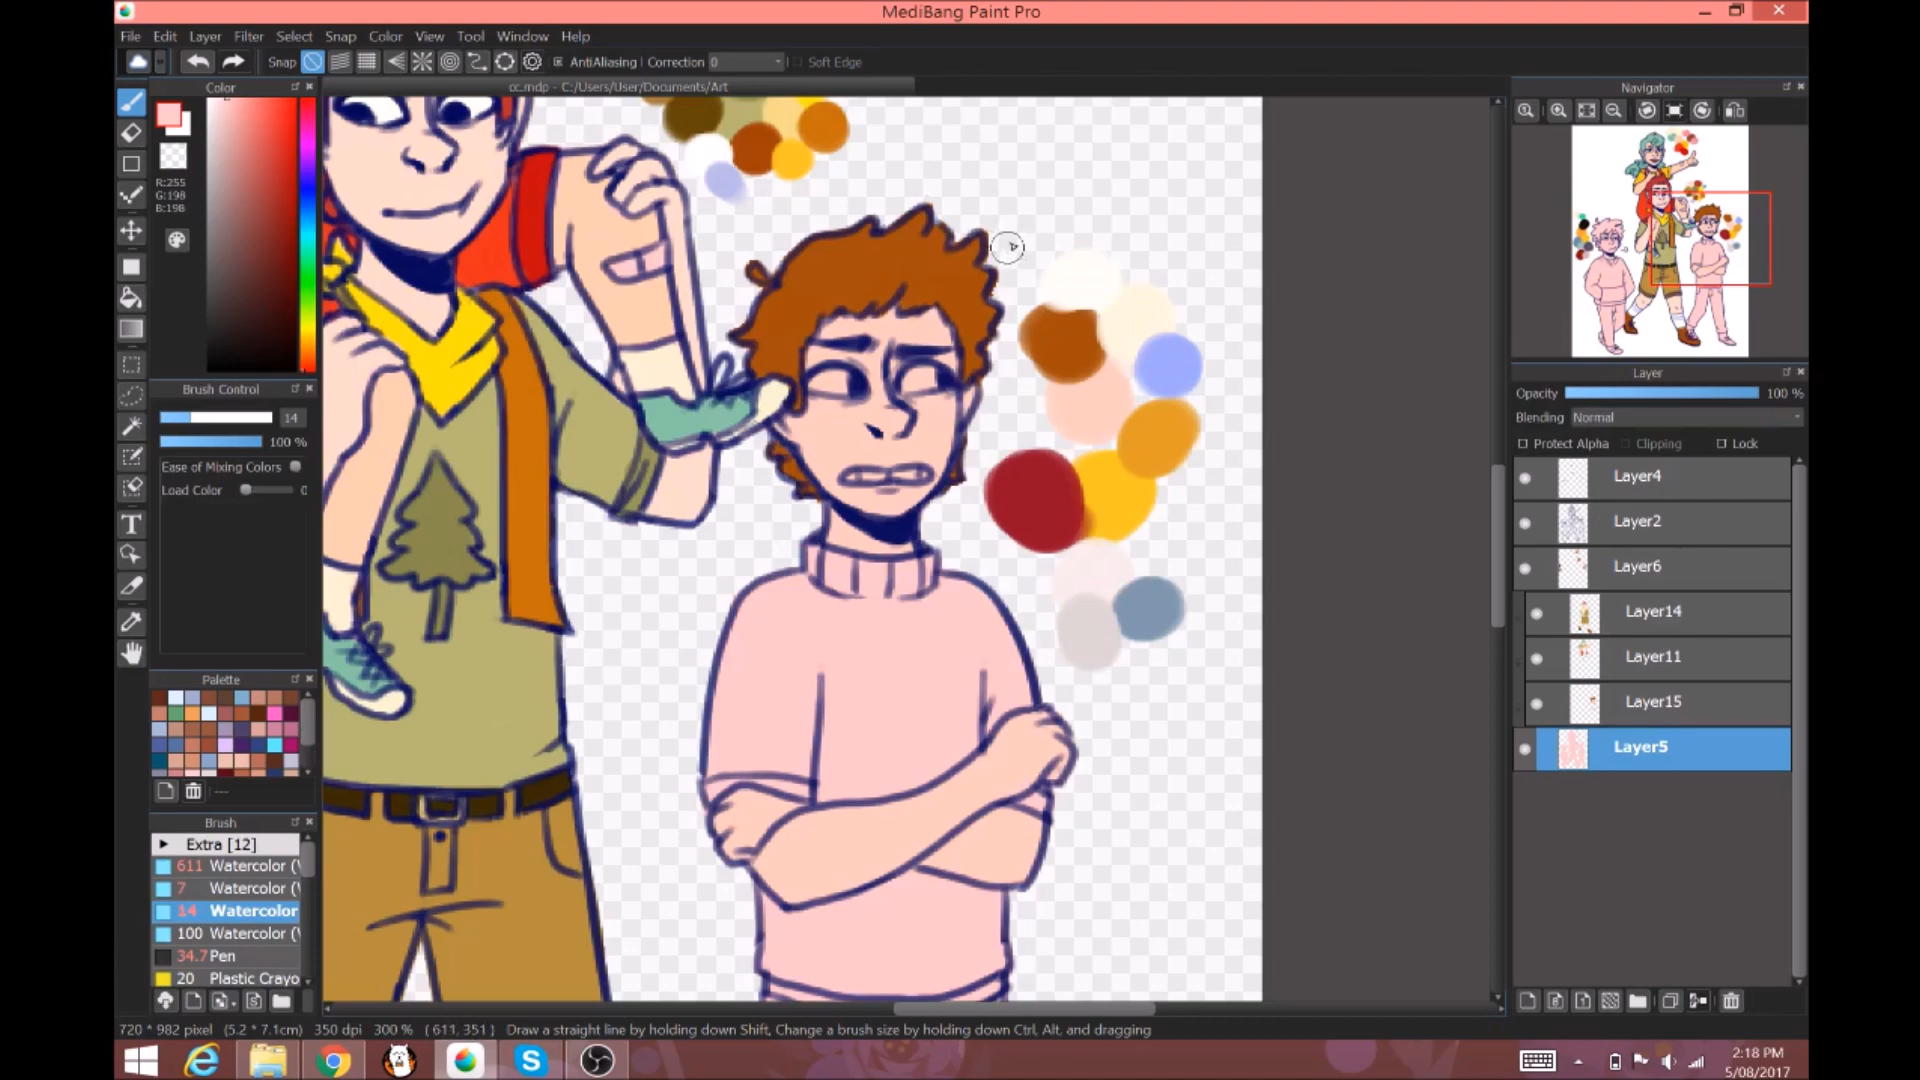 MediBang Paint Pro
File Edit Layer Filter Select Snap Color View Tool Window Help
Snap AntiAliasing Correction 0 Soft Edge
Color
cc.mdp - C:/Users/User/Documents/Art
Navigator
R:255
G:198
B:198
Brush Control
14
100 %
Ease of Mixing Colors
Load Color 0
Palette
---
Brush
Extra [12]
611 Watercolor (
7 Watercolor (
14 Watercolor
100 Watercolor (
34.7 Pen
20 Plastic Crayo
Layer
Opacity 100 %
Blending Normal
Protect Alpha Clipping Lock
Layer4
Layer2
Layer6
Layer14
Layer11
Layer15
Layer5
720 * 982 pixel (5.2 * 7.1cm) 350 dpi 300 % ( 611, 351 ) Draw a straight line by holding down Shift, Change a brush size by holding down Ctrl, Alt, and dragging
2:18 PM
5/08/2017